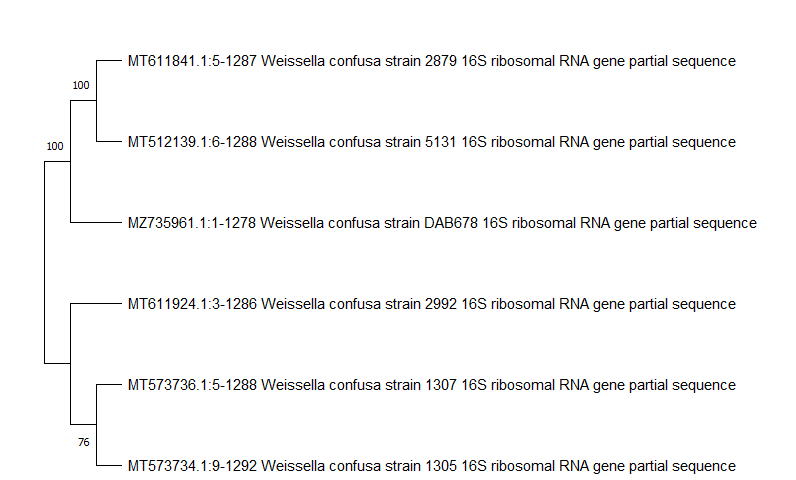 MT611841.1:5-1287 Weissella confusa strain 2879 16S ribosomal RNA gene partial sequence
100
MT512139.1:6-1288 Weissella confusa strain 5131 16S ribosomal RNA gene partial sequence
100
MZ735961.1:1-1278 Weissella confusa strain DAB678 16S ribosomal RNA gene partial sequence
MT611924.1:3-1286 Weissella confusa strain 2992 16S ribosomal RNA gene partial sequence
MT573736.1:5-1288 Weissella confusa strain 1307 16S ribosomal RNA gene partial sequence
76
MT573734.1:9-1292 Weissella confusa strain 1305 16S ribosomal RNA gene partial sequence